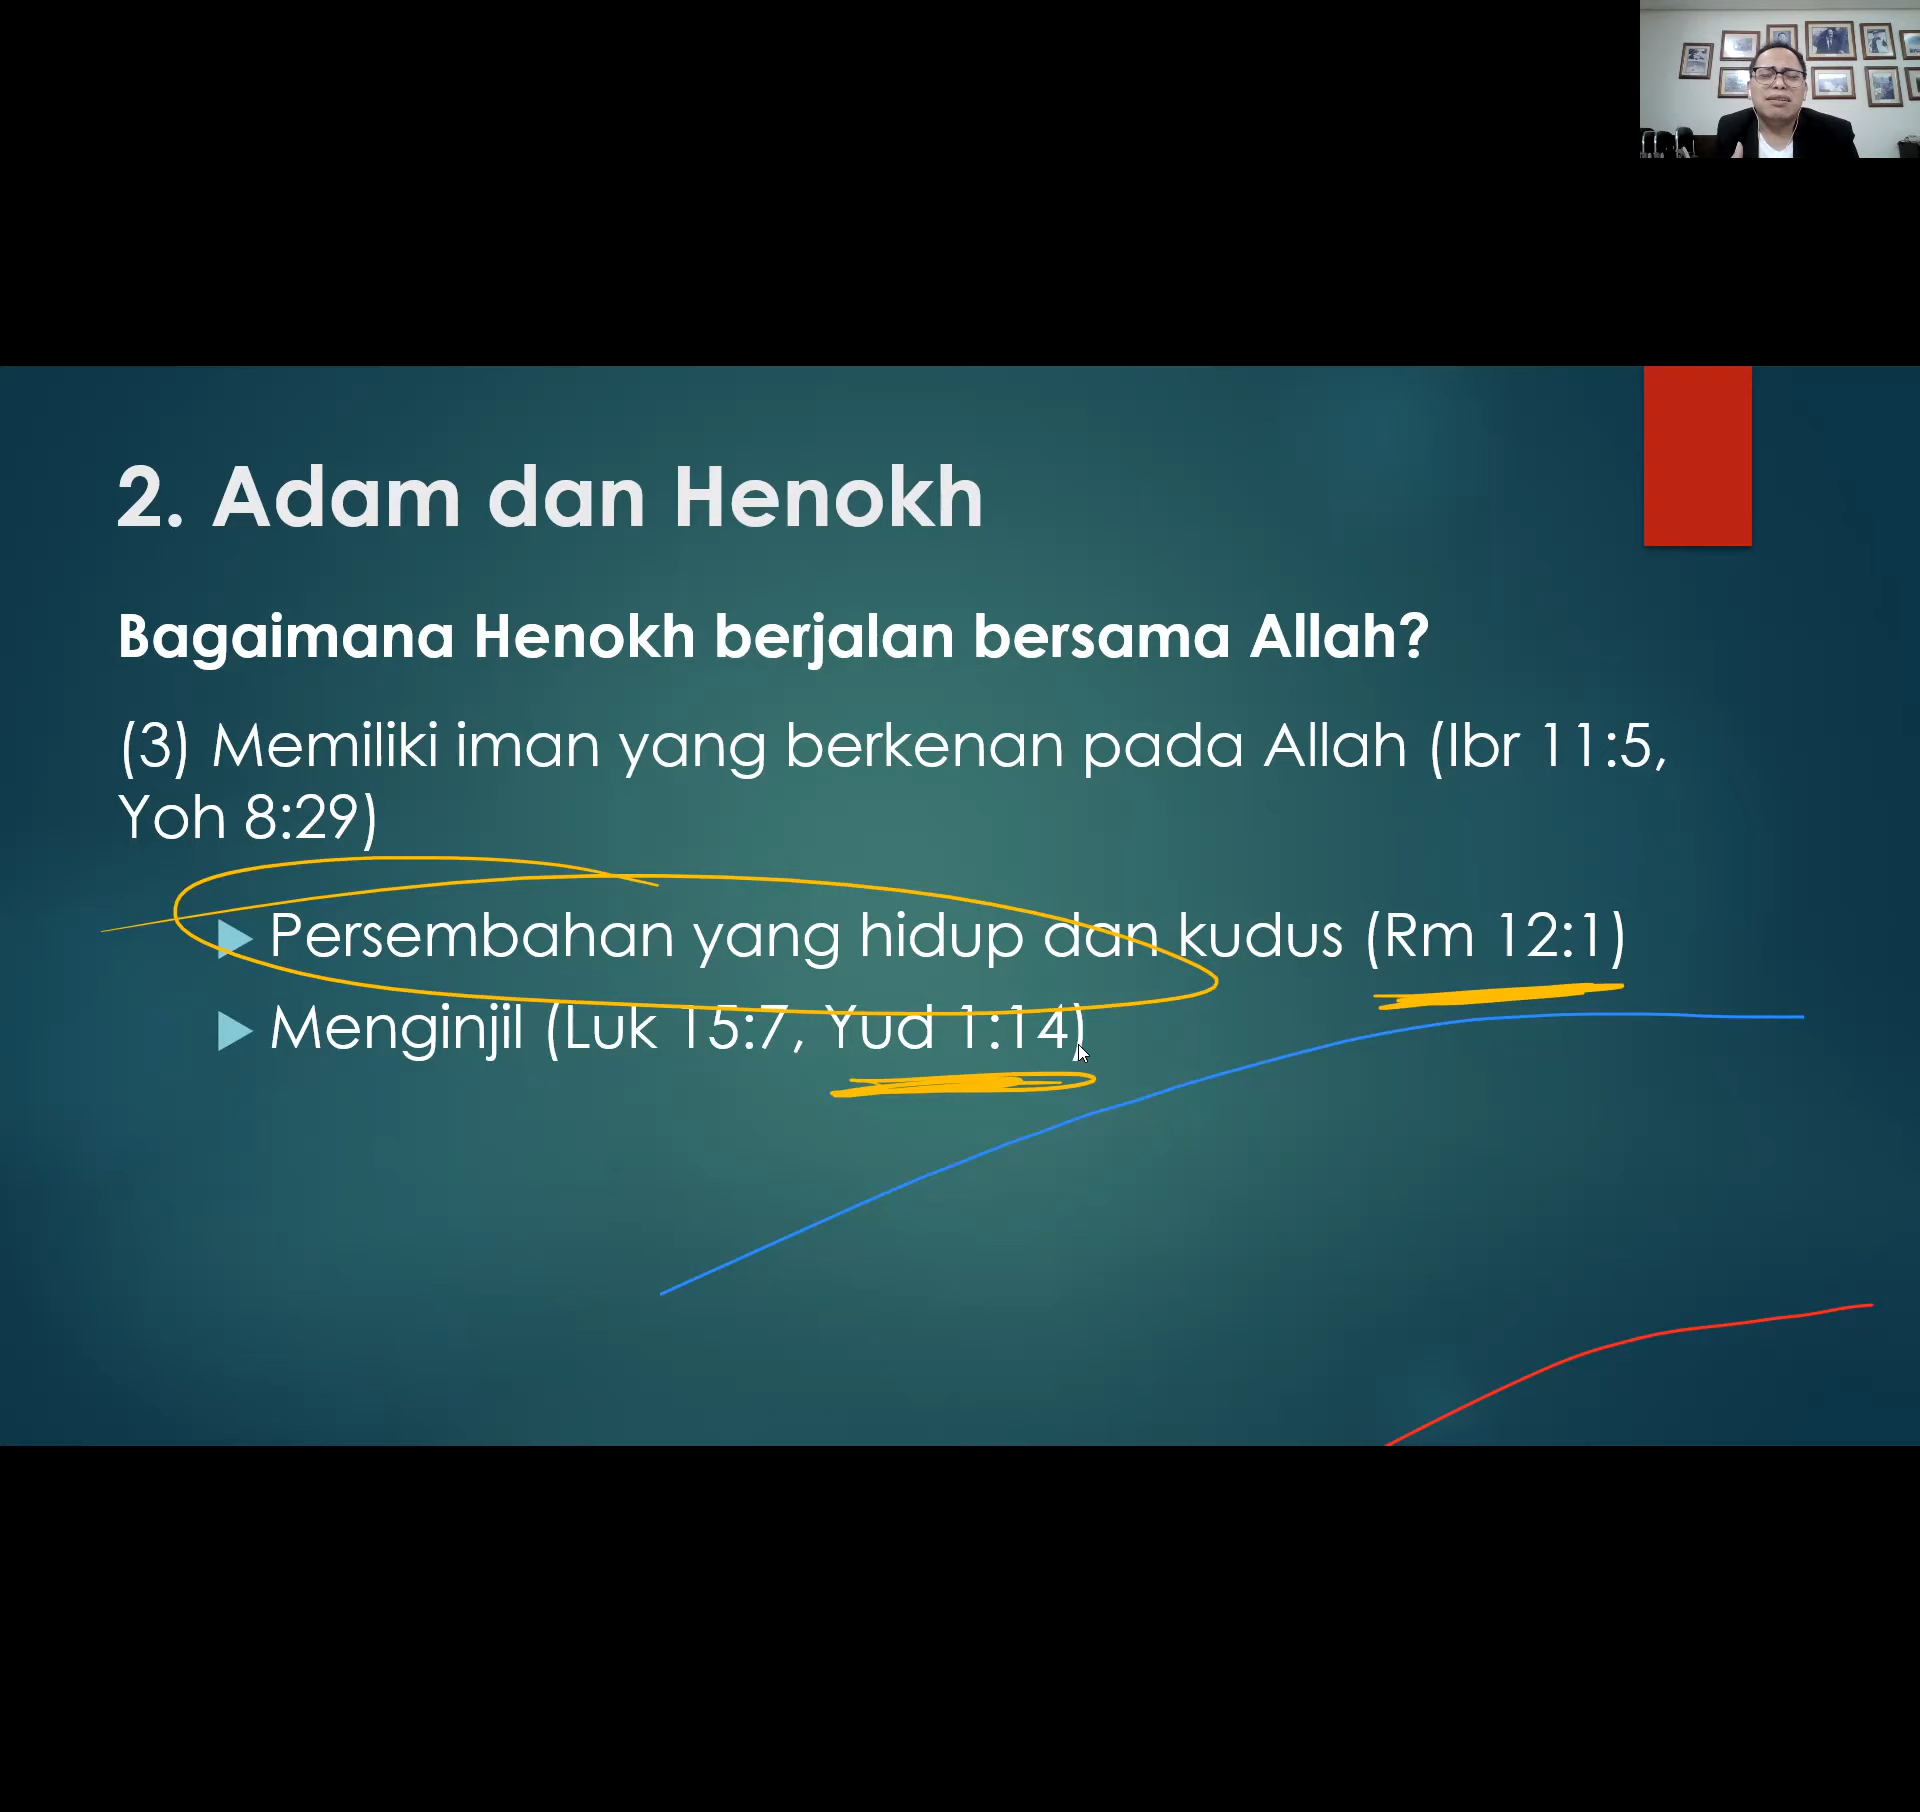 2. Adam dan Henokh
Bagaimana Henokh berjalan bersama Allah?
(3) Memiliki iman yang berkenan pada Allah (Ibr 11:5,
Yoh 8:29)
Persembahan yang hidup dan kudus (Rm 12:1)
Menginjil (Luk 15:7, Yud 1:14)